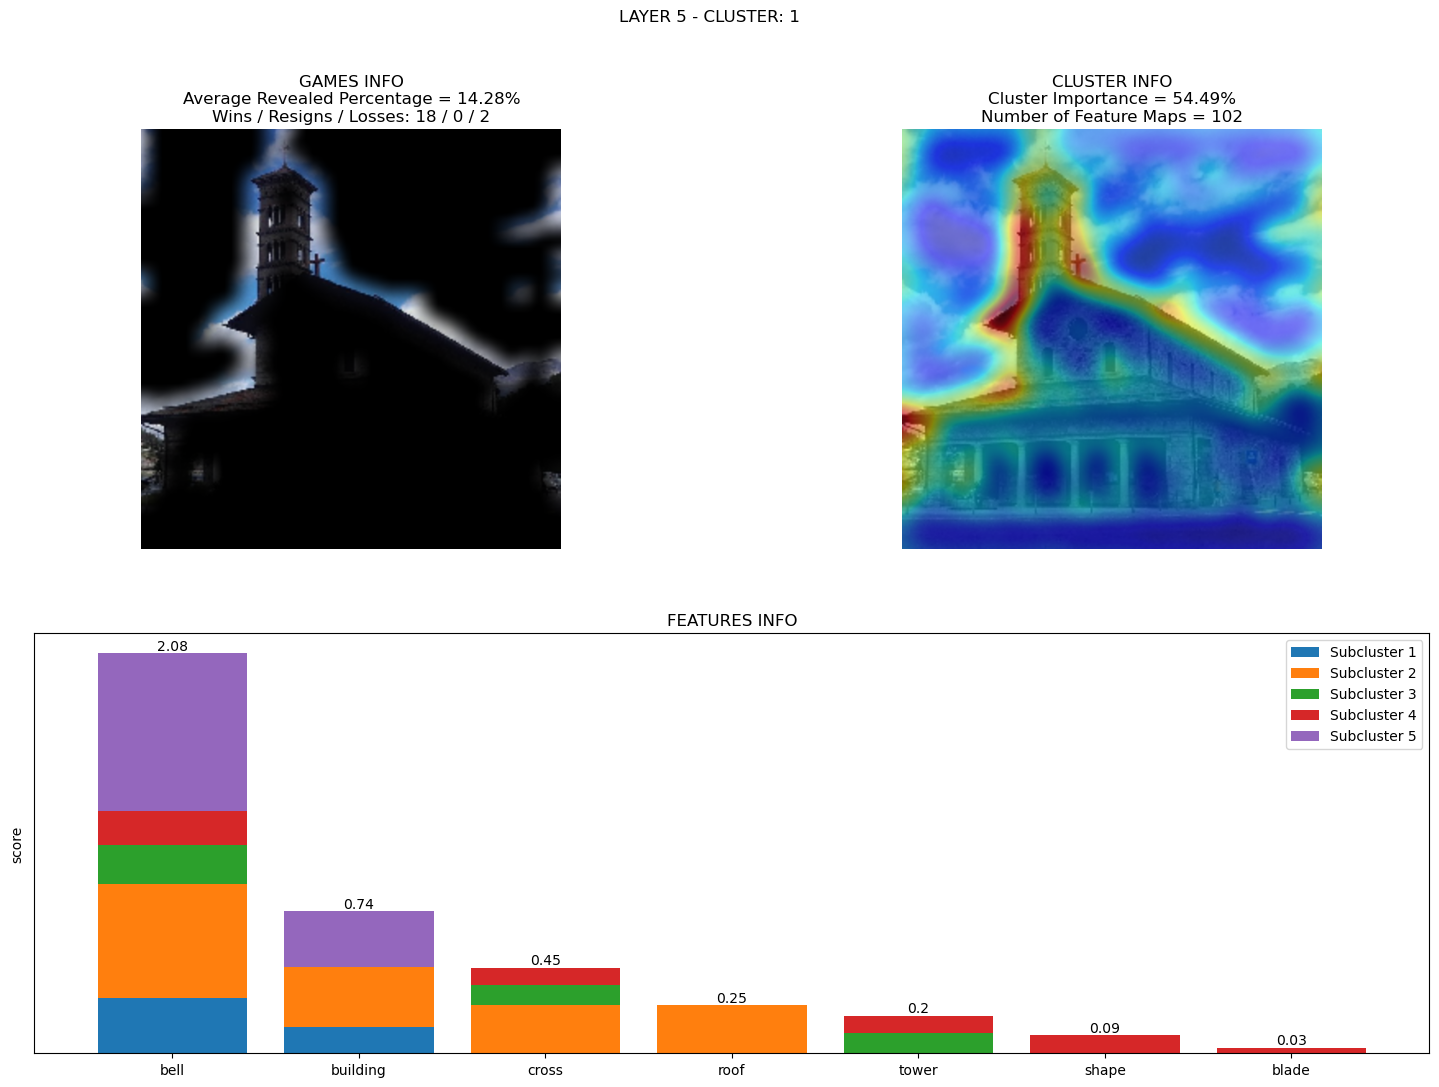 LAYER 5 - CLUSTER: 1
GAMES INFO
Average Revealed Percentage = 14.28%
Wins / Resigns / Losses: 18 / 0 / 2
CLUSTER INFO
Cluster Importance = 54.49%
Number of Feature Maps = 102
FEATURES INFO
score
2.08
0.74
0.45
0.25
0.2
0.09
0.03
Subcluster 1
Subcluster 2
Subcluster 3
Subcluster 4
Subcluster 5
bell
building
cross
roof
tower
shape
blade